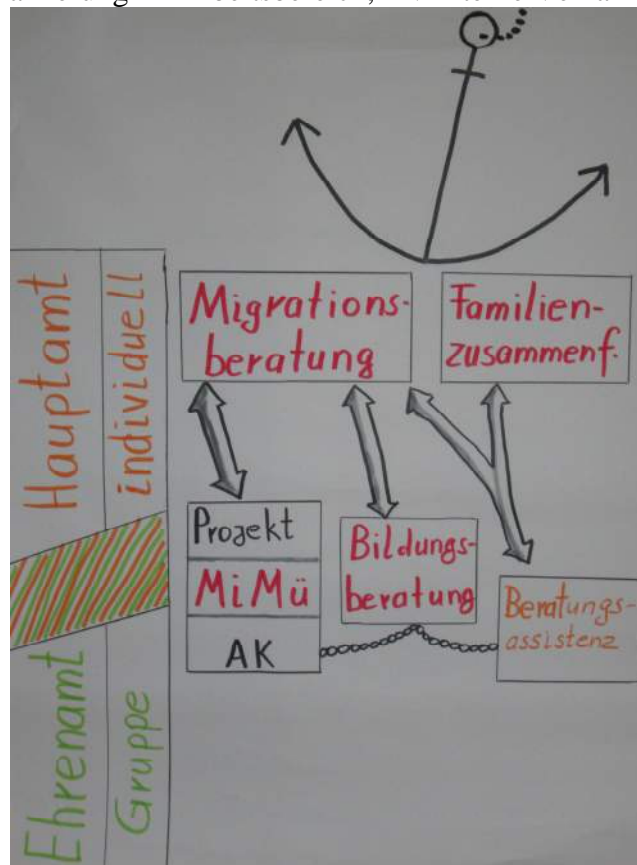 Migrations-
beratung
Familien-
zusammenf.
Hauptamt
individuell
Projekt
MiMü
AK
Bildungs-
beratung
Beratungs-
assistenz
Ehrenamt
Gruppe